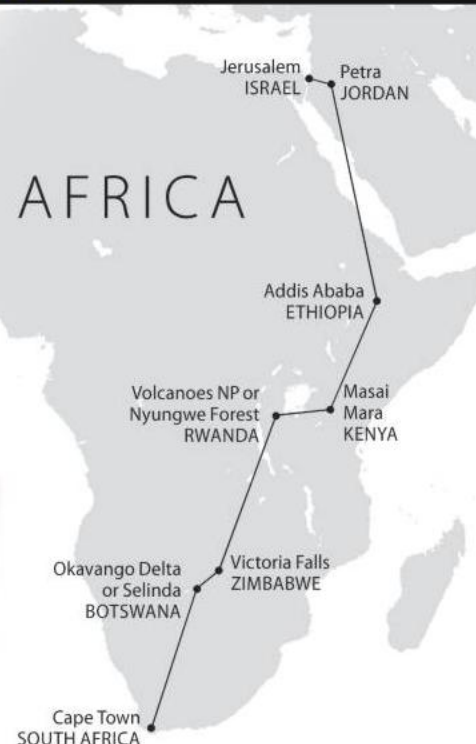 Jerusalem
ISRAEL
Petra
JORDAN
AFRICA
Addis Ababa
ETHIOPIA
Masai
Mara
KENYA
Volcanoes NP or
Nyungwe Forest
RWANDA
Victoria Falls
ZIMBABWE
Okavango Delta
or Selinda
BOTSWANA
Cape Town
SOUTH AFRICA